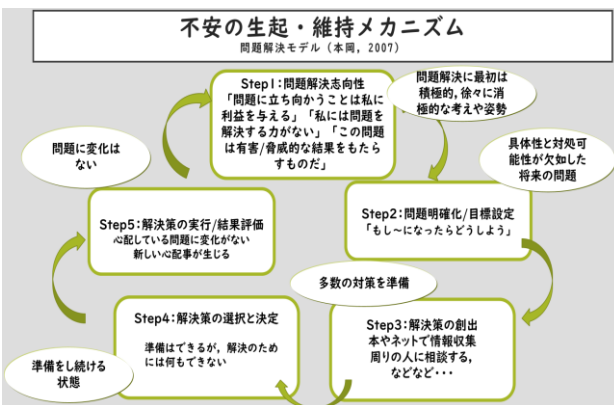 不安の生起・維持メカニズム
問題解決モデル（本岡, 2007）
Step1：問題解決志向性
「問題に立ち向かうことは私に
利益を与える」「私には問題を
解決する力がない」「この問題
は有害/脅威的な結果をもたら
すものだ」
問題解決に最初は
積極的, 徐々に消
極的な考えや姿勢
具体性と対処可
能性が欠如した
将来の問題
Step2：問題明確化/目標設定
「もし～になったらどうしよう」
多数の対策を準備
Step3：解決策の創出
本やネットで情報収集
周りの人に相談する,
などなど・・・
Step4：解決策の選択と決定
準備はできるが, 解決のため
には何もできない
準備をし続ける
状態
Step5：解決策の実行/結果評価
心配している問題に変化がない
新しい心配事が生じる
問題に変化は
ない